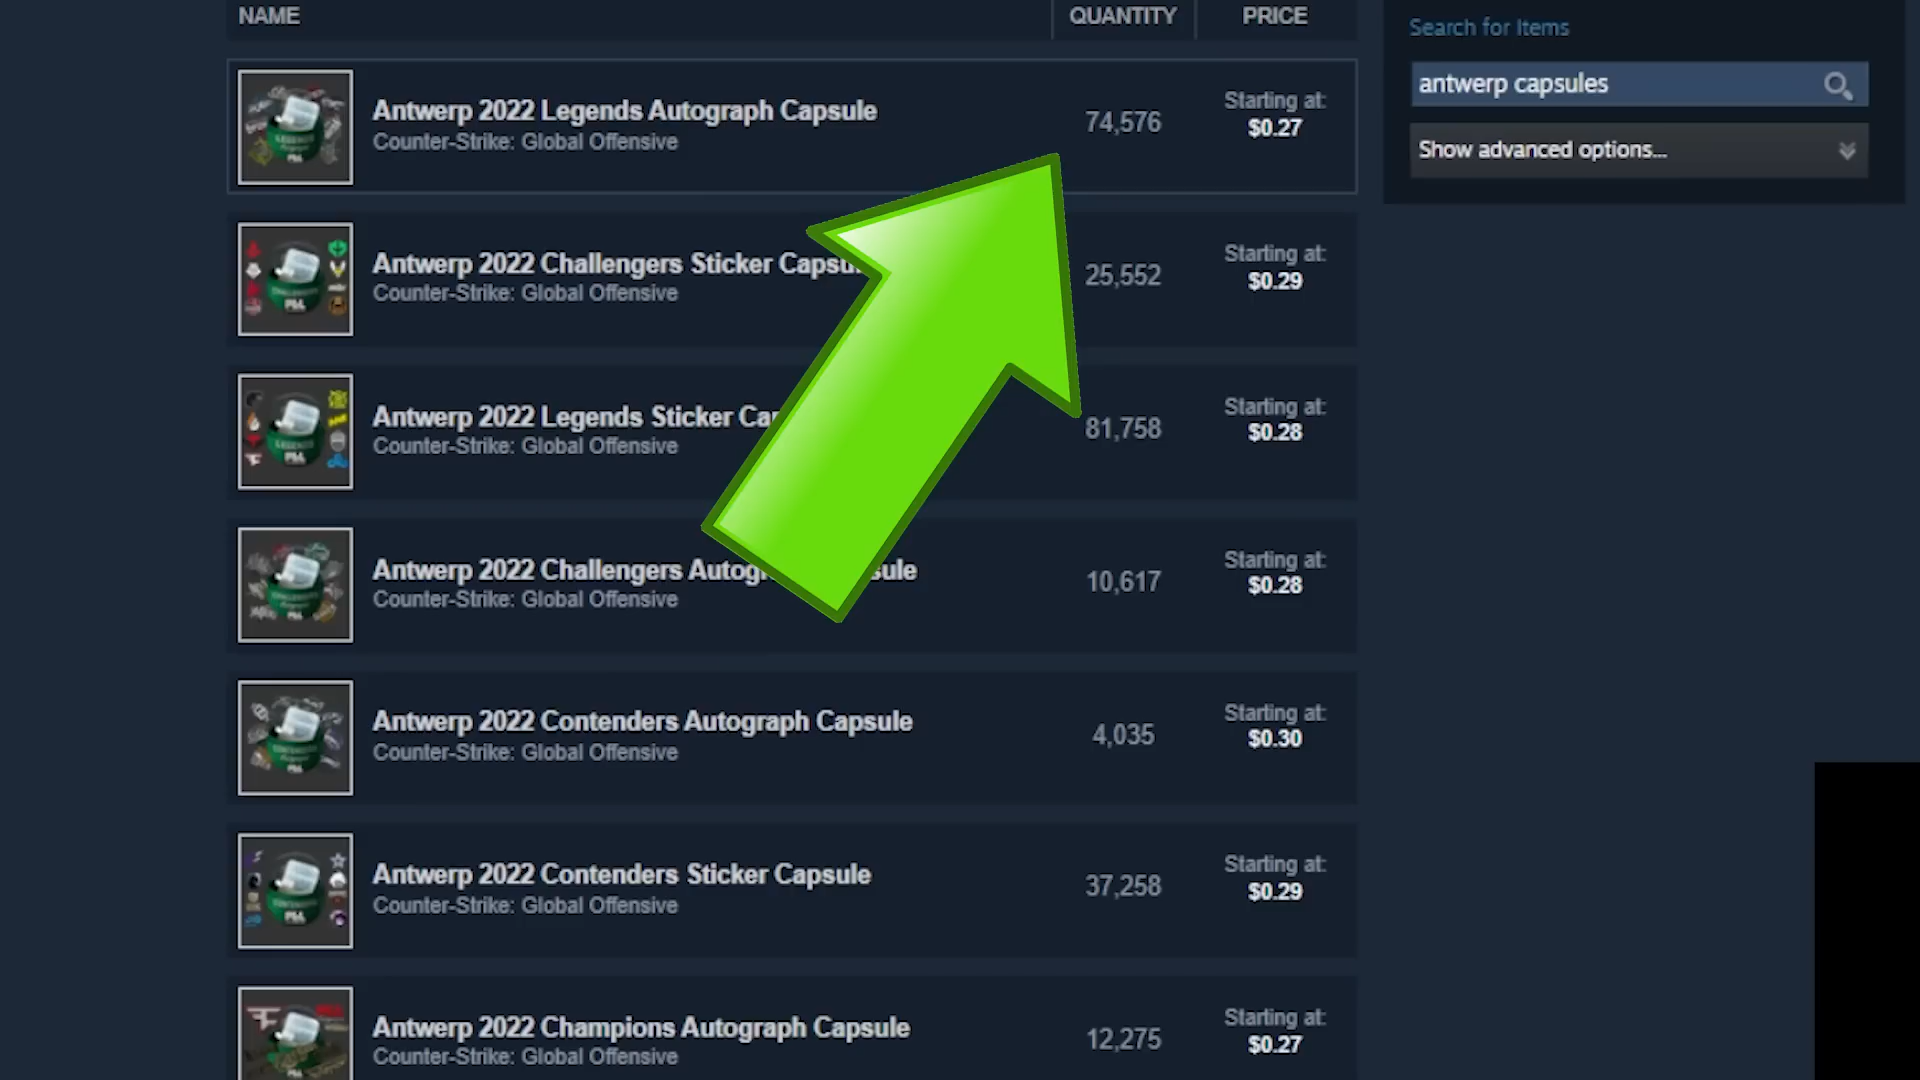 NAME QUANTITY PRICE
Antwerp 2022 Legends Autograph Capsule
Counter-Strike: Global Offensive
74,576
Starting at:
$0.27
Antwerp 2022 Challengers Sticker
Counter-Strike: Global Offensive
25,552
Starting at:
$0.29
Antwerp 2022 Legends Sticker
Counter-Strike: Global Offensive
81,758
Starting at:
$0.28
Antwerp 2022 Challengers
Counter-Strike: Global Offensive
10,617
Starting at:
$0.28
Antwerp 2022 Contenders Autograph Capsule
Counter-Strike: Global Offensive
4,035
Starting at:
$0.30
Antwerp 2022 Contenders Sticker Capsule
Counter-Strike: Global Offensive
37,258
Starting at:
$0.29
Antwerp 2022 Champions Autograph Capsule
Counter-Strike: Global Offensive
12,275
Starting at:
$0.27
Search for Items
antwerp capsules
Show advanced options...